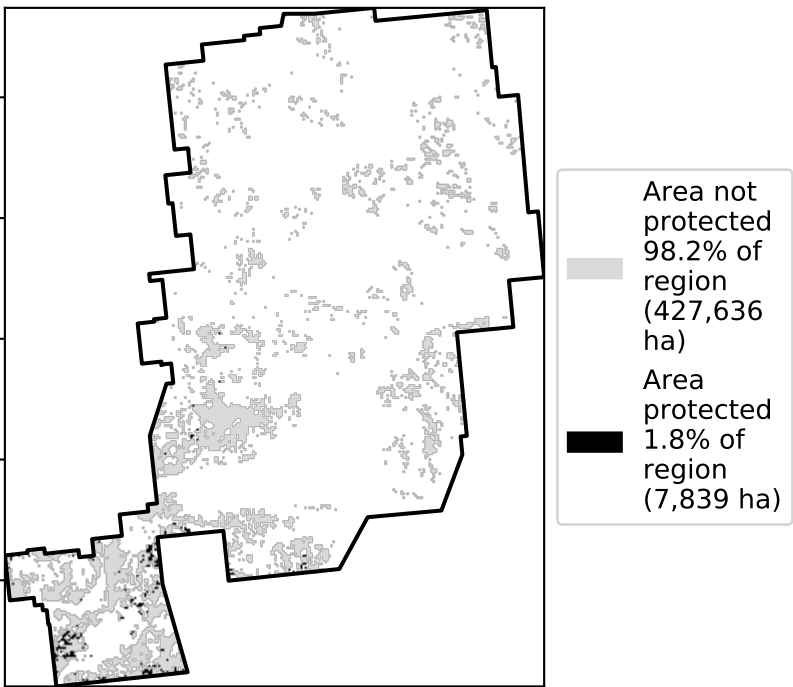 Area not
protected
98.2% of
region
(427,636
ha)
Area
protected
1.8% of
region
(7,839 ha)